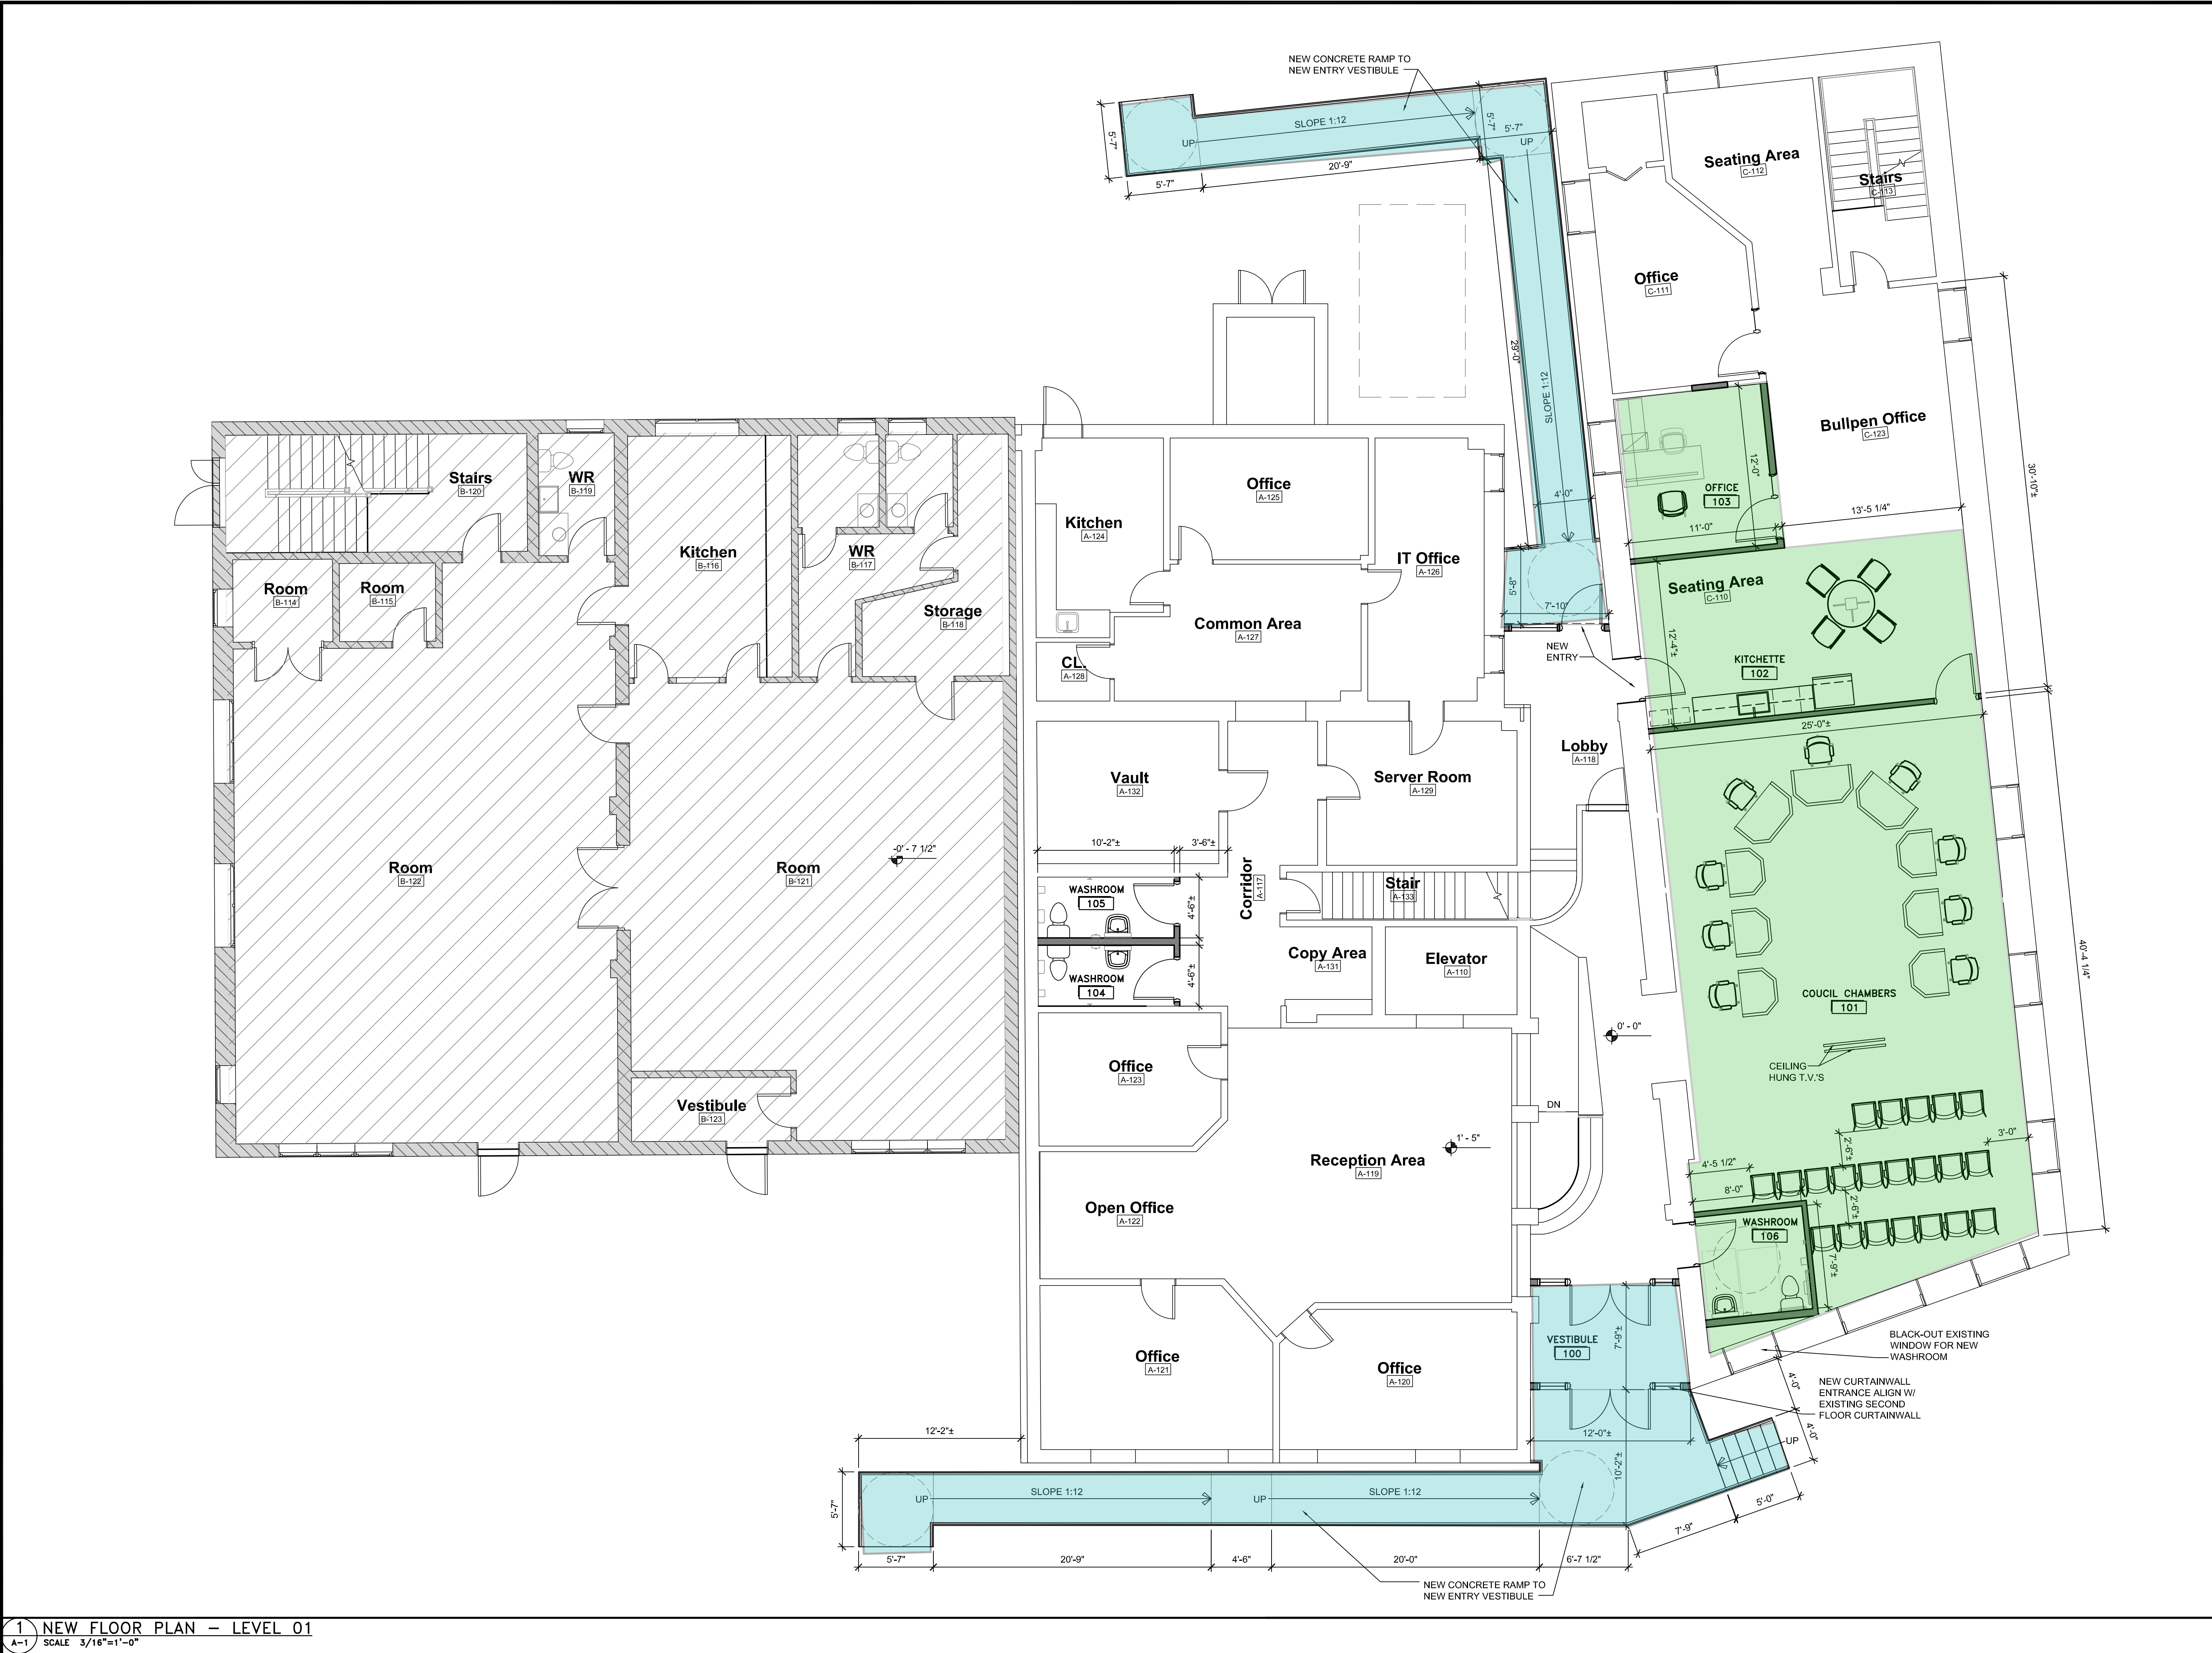 NEW CONCRETE RAMP TO
NEW ENTRY VESTIBULE
5'-7"
5'-7"
UP
SLOPE 1:12
20'-9"
5'-7"
5'-7"
UP
29'-0"
SLOPE 1:12
4'-0"
5'-8"
7'-10"
NEW
ENTRY
Seating Area
C-112
Stairs
C-113
Office
C-111
Bullpen Office
C-123
30'-10"±
13'-5 1/4"
12'-0"
OFFICE
103
11'-0"
Seating Area
C-110
12'-4"±
KITCHETTE
102
25'-0"±
Stairs
B-120
WR
B-119
Kitchen
B-116
WR
B-117
Room
B-114
Room
B-115
Storage
B-118
Room
B-122
Room
B-121
-0' - 7 1/2"
Vestibule
B-123
Office
A-125
Kitchen
A-124
IT Office
A-126
Common Area
A-127
CL.
A-128
Lobby
A-118
Vault
A-132
Server Room
A-129
10'-2"±
3'-6"±
Corridor
A-117
WASHROOM
105
4'-6"±
WASHROOM
104
4'-6"±
Stair
A-133
Copy Area
A-131
Elevator
A-110
Office
A-123
Reception Area
A-119
1' - 5"
Open Office
A-122
Office
A-121
Office
A-120
0' - 0"
DN
40'-4 1/4"
COUCIL CHAMBERS
101
CEILING
HUNG T.V.'S
3'-0"
2'-6"±
4'-5 1/2"
8'-0"
2'-6"±
WASHROOM
106
7'-9"±
VESTIBULE
100
7'-9"±
BLACK-OUT EXISTING
WINDOW FOR NEW
WASHROOM
4'-0"
NEW CURTAINWALL
ENTRANCE ALIGN W/
EXISTING SECOND
FLOOR CURTAINWALL
4'-0"
12'-0"±
UP
10'-2"±
5'-0"
7'-9"
12'-2"±
5'-7"
UP
SLOPE 1:12
UP
SLOPE 1:12
5'-7"
20'-9"
4'-6"
20'-0"
6'-7 1/2"
NEW CONCRETE RAMP TO
NEW ENTRY VESTIBULE
1
A-1
NEW FLOOR PLAN - LEVEL 01
SCALE 3/16"=1'-0"